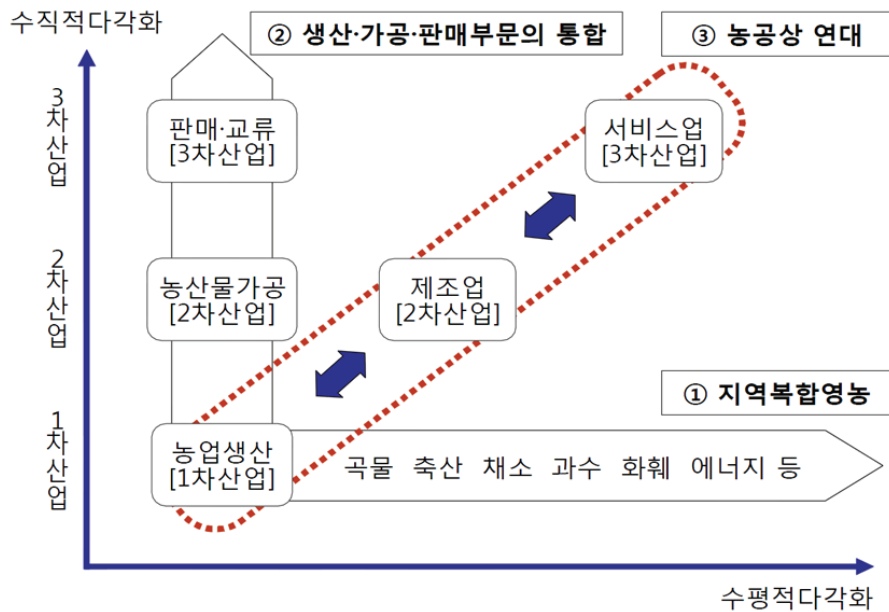 수직적다각화
② 생산·가공·판매부문의 통합
③ 농공상 연대
3차산업
판매·교류
[3차산업]
서비스업
[3차산업]
2차산업
농산물가공
[2차산업]
제조업
[2차산업]
① 지역복합영농
1차산업
농업생산
[1차산업]
곡물 축산 채소 과수 화훼 에너지 등
수평적다각화